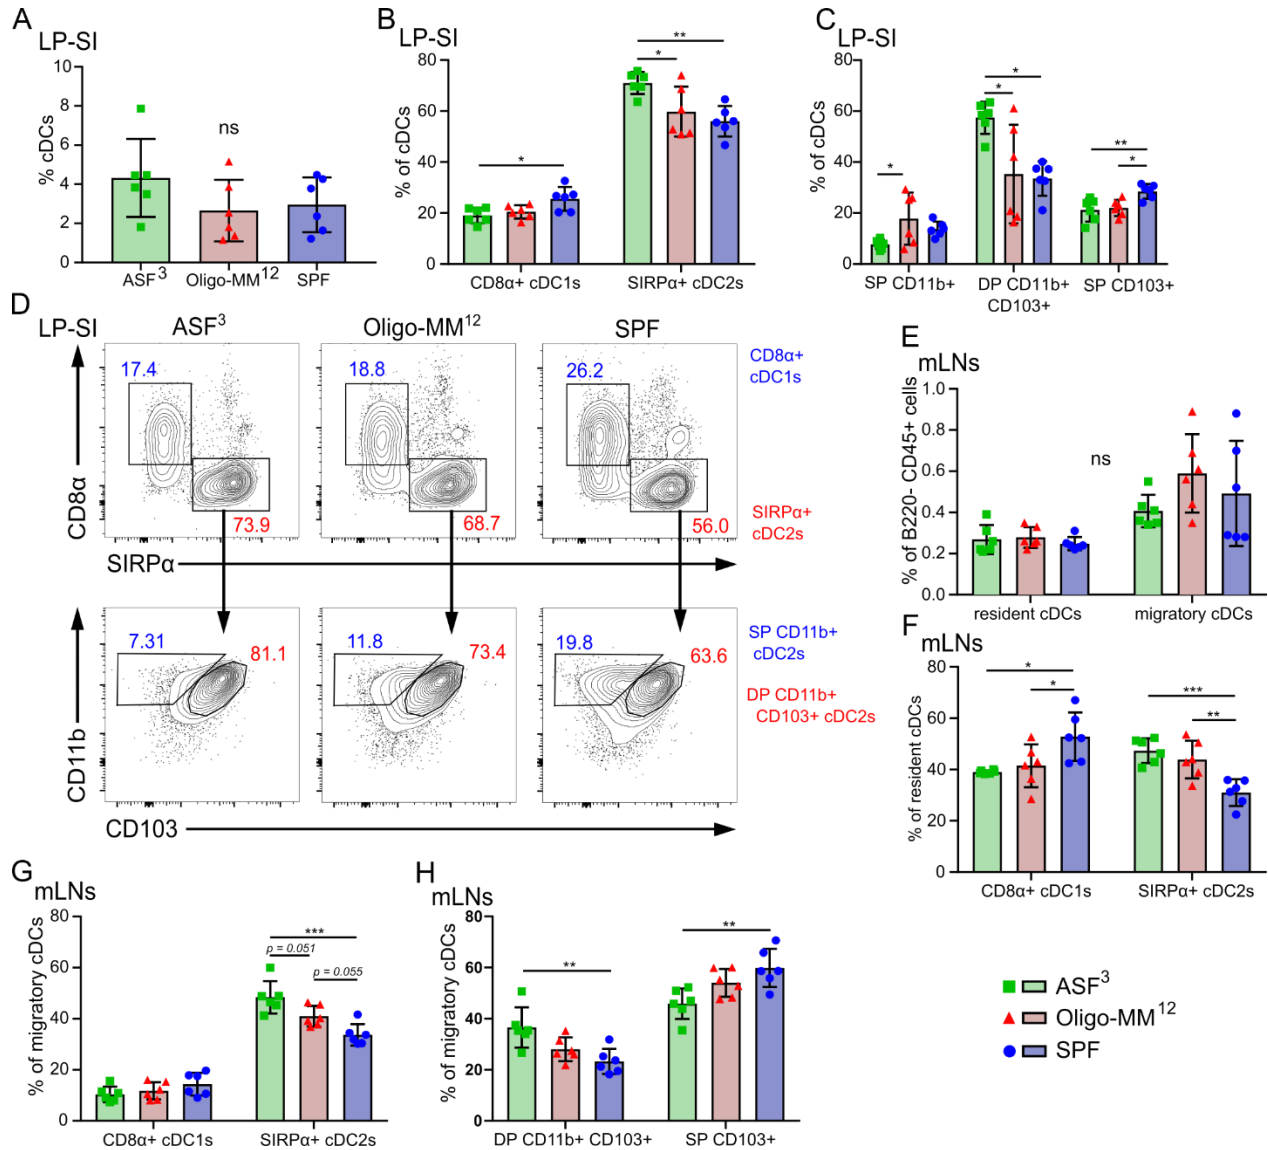 A
LP-SI
% cDCs
10
8
6
4
2
0
ns
ASF³
Oligo-MM¹²
SPF
B
LP-SI
% of cDCs
80
60
40
20
0
*
**
*
CD8α+ cDC1s
SIRPα+ cDC2s
C
LP-SI
% of cDCs
80
60
40
20
0
*
*
*
**
*
SP CD11b+
DP CD11b+
CD103+
SP CD103+
D
LP-SI
ASF³
Oligo-MM¹²
SPF
17.4
73.9
18.8
68.7
26.2
56.0
CD8α+
cDC1s
SIRPα+
cDC2s
CD8α
SIRPα
7.31
81.1
11.8
73.4
19.8
63.6
SP CD11b+
cDC2s
DP CD11b+
CD103+ cDC2s
CD11b
CD103
E
mLNs
% of B220- CD45+ cells
1.0
0.8
0.6
0.4
0.2
0.0
ns
resident cDCs
migratory cDCs
F
mLNs
% of resident cDCs
80
60
40
20
0
*
*
***
**
CD8α+ cDC1s
SIRPα+ cDC2s
G
mLNs
% of migratory cDCs
80
60
40
20
0
***
p = 0.051
p = 0.055
CD8α+ cDC1s
SIRPα+ cDC2s
H
mLNs
% of migratory cDCs
80
60
40
20
0
**
**
DP CD11b+ CD103+
SP CD103+
ASF³
Oligo-MM¹²
SPF